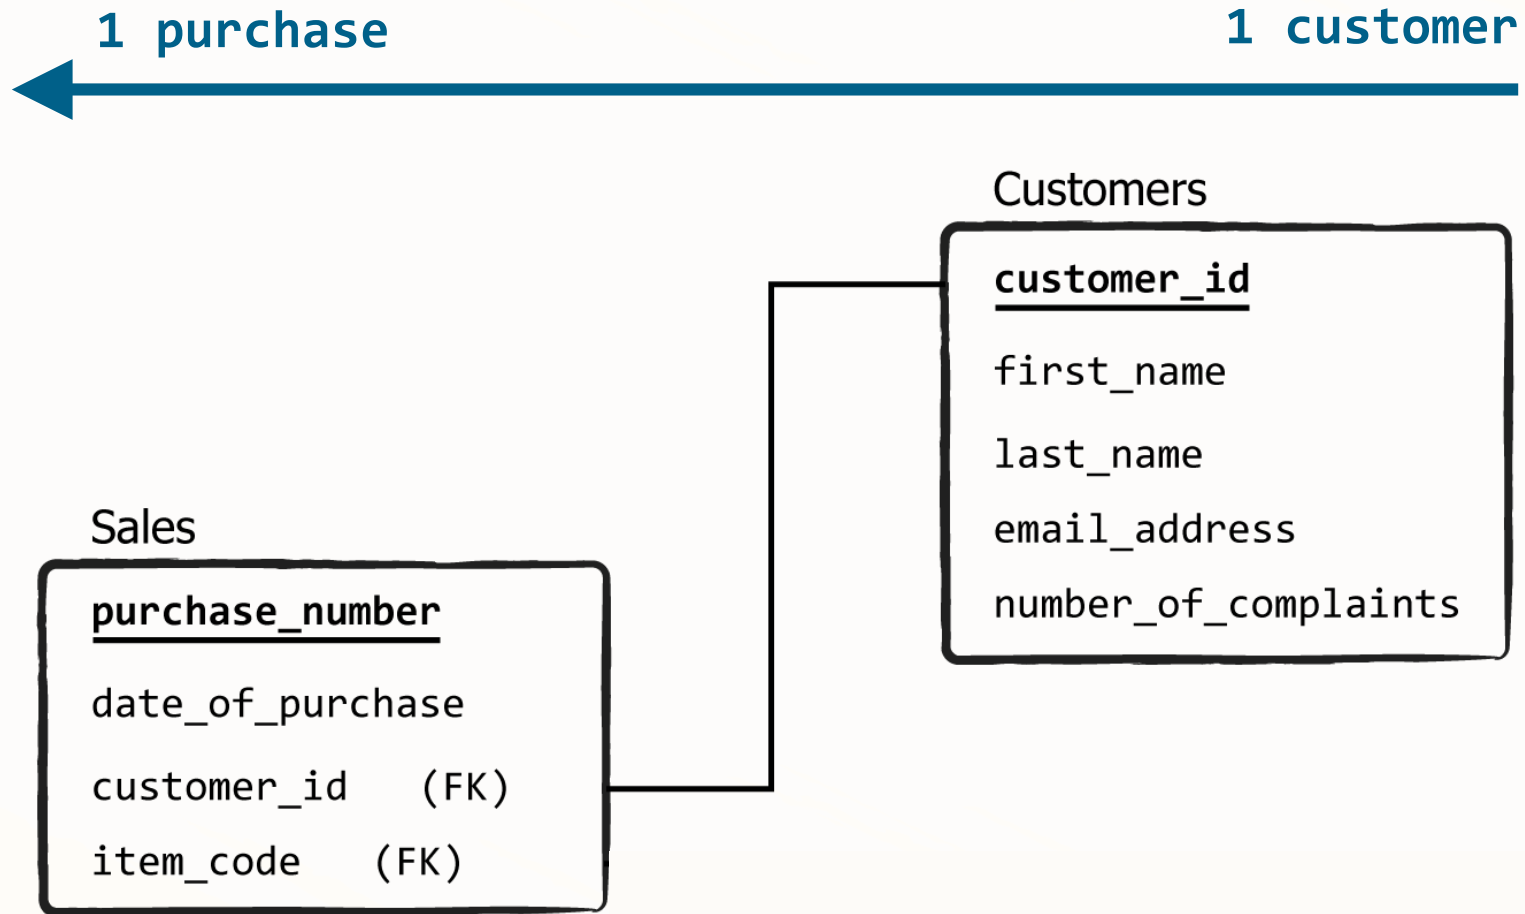 1 purchase
1 customer
Customers
customer_id
first_name
last_name
email_address
number_of_complaints
Sales
purchase_number
date_of_purchase
customer_id (FK)
item_code (FK)